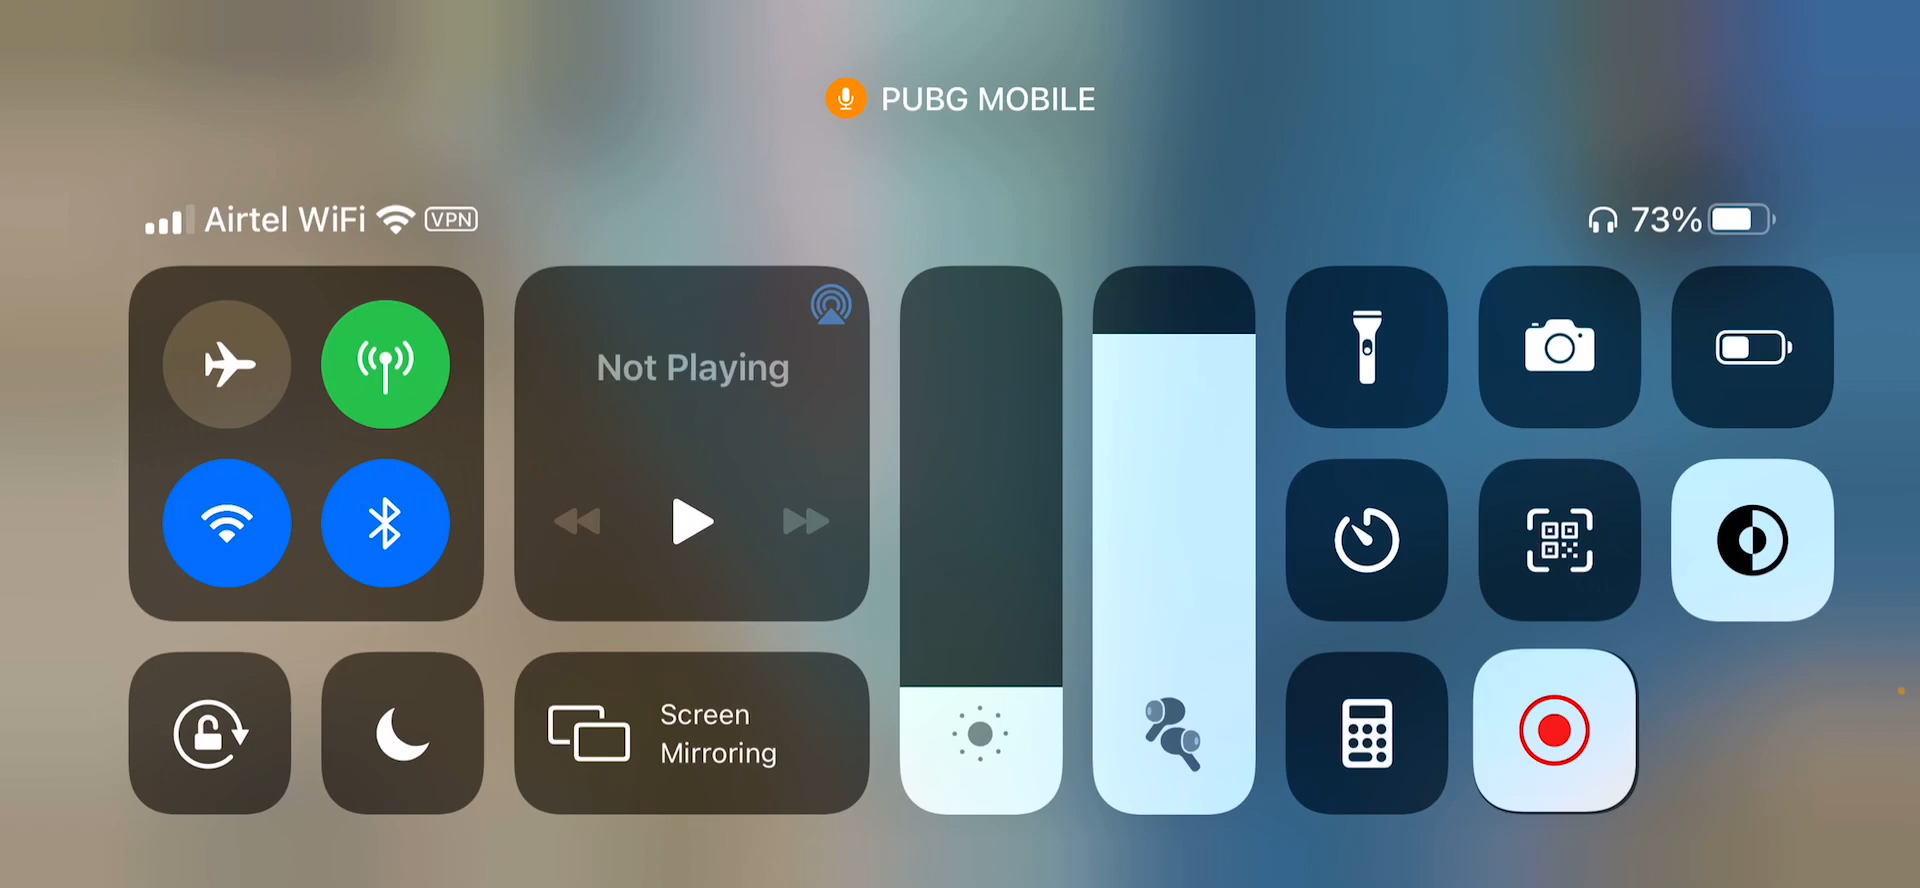 PUBG MOBILE
Airtel WiFi VPN
73%
Not Playing
Screen
Mirroring